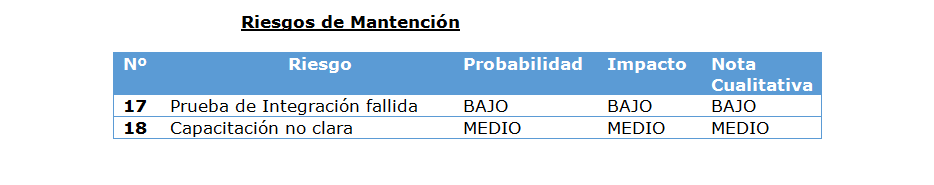 Riesgos de Mantención
Nº Riesgo Probabilidad Impacto Nota Cualitativa
17 Prueba de Integración fallida BAJO BAJO BAJO
18 Capacitación no clara MEDIO MEDIO MEDIO